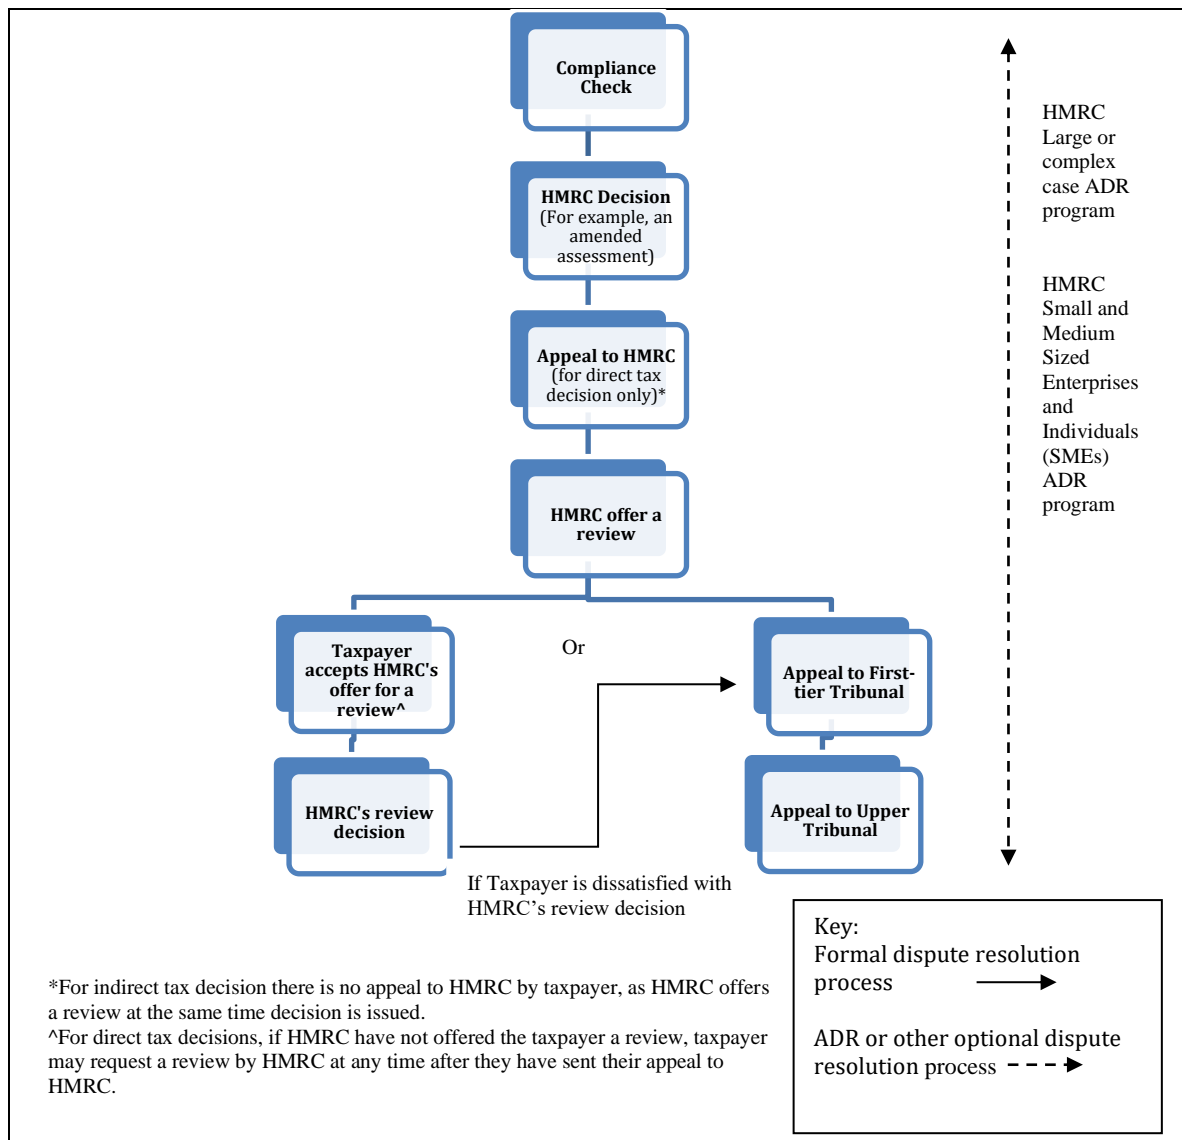 Compliance
Check
HMRC Decision
(For example, an
amended
assessment)
Appeal to HMRC
(for direct tax
decision only)*
HMRC offer a
review
Taxpayer
accepts HMRC's
offer for a
review^
Or
Appeal to First-
tier Tribunal
HMRC's review
decision
Appeal to Upper
Tribunal
If Taxpayer is dissatisfied with
HMRC’s review decision
HMRC
Large or
complex
case ADR
program
HMRC
Small and
Medium
Sized
Enterprises
and
Individuals
(SMEs)
ADR
program
*For indirect tax decision there is no appeal to HMRC by taxpayer, as HMRC offers
a review at the same time decision is issued.
^For direct tax decisions, if HMRC have not offered the taxpayer a review, taxpayer
may request a review by HMRC at any time after they have sent their appeal to
HMRC.
Key:
Formal dispute resolution
process
ADR or other optional dispute
resolution process